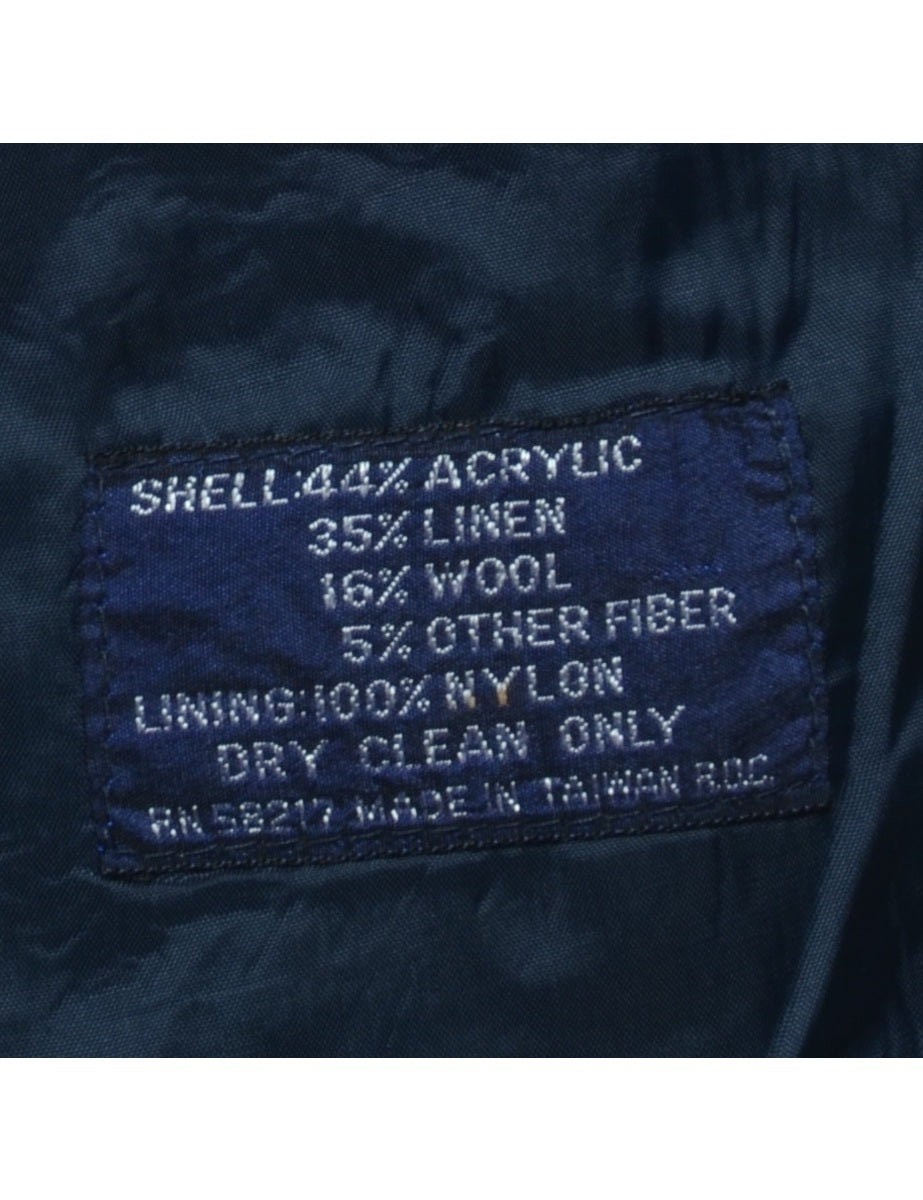 SHELL:44% ACRYLIC
35% LINEN
16% WOOL
5% OTHER FIBER
LINING:100% NYLON
DRY CLEAN ONLY
RN 58217 MADE IN TAIWAN R.O.C.